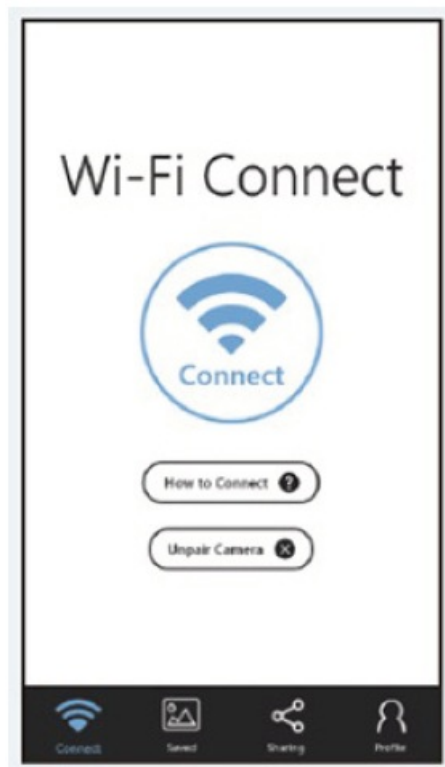 Wi-Fi Connect
Connect
How to Connect
Unpair Camera
Connect
Saved
Sharing
Profile